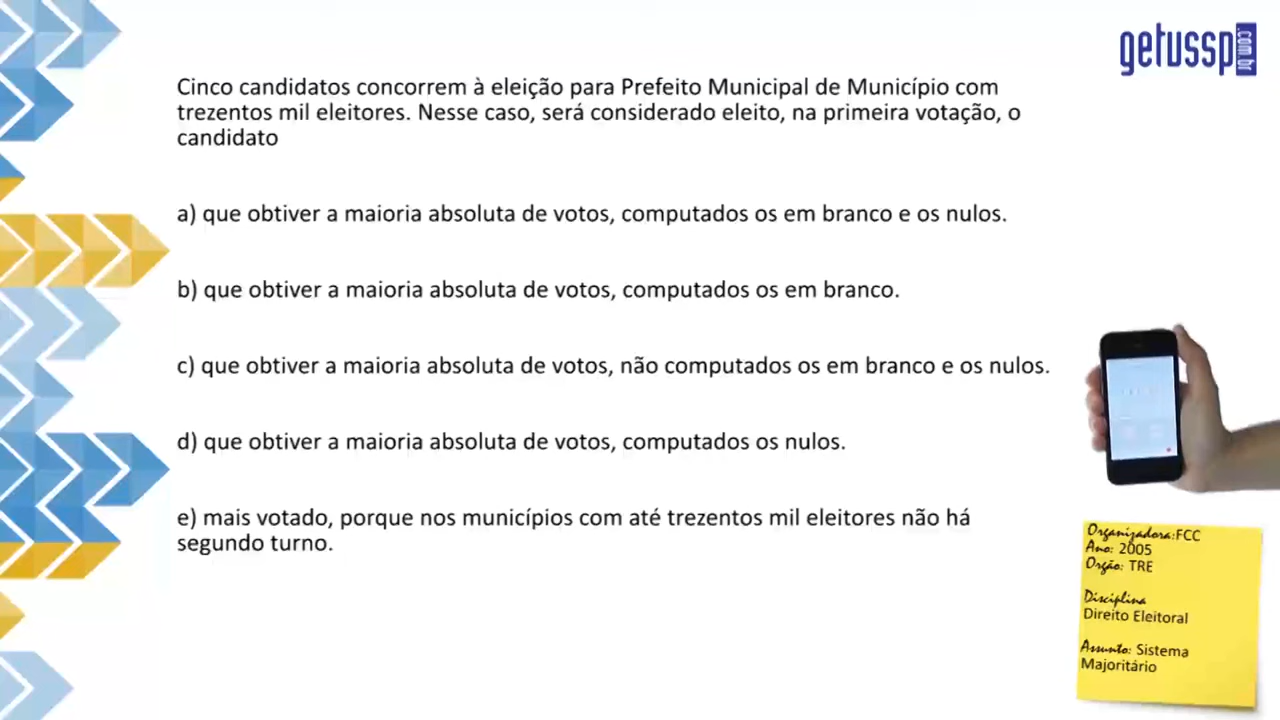 getussp.com.br
Cinco candidatos concorrem à eleição para Prefeito Municipal de Município com
trezentos mil eleitores. Nesse caso, será considerado eleito, na primeira votação, o
candidato
a) que obtiver a maioria absoluta de votos, computados os em branco e os nulos.
b) que obtiver a maioria absoluta de votos, computados os em branco.
c) que obtiver a maioria absoluta de votos, não computados os em branco e os nulos.
d) que obtiver a maioria absoluta de votos, computados os nulos.
e) mais votado, porque nos municípios com até trezentos mil eleitores não há
segundo turno.
Organizadora:FCC
Ano: 2005
Orgão: TRE
Disciplina
Direito Eleitoral
Assunto: Sistema
Majoritário